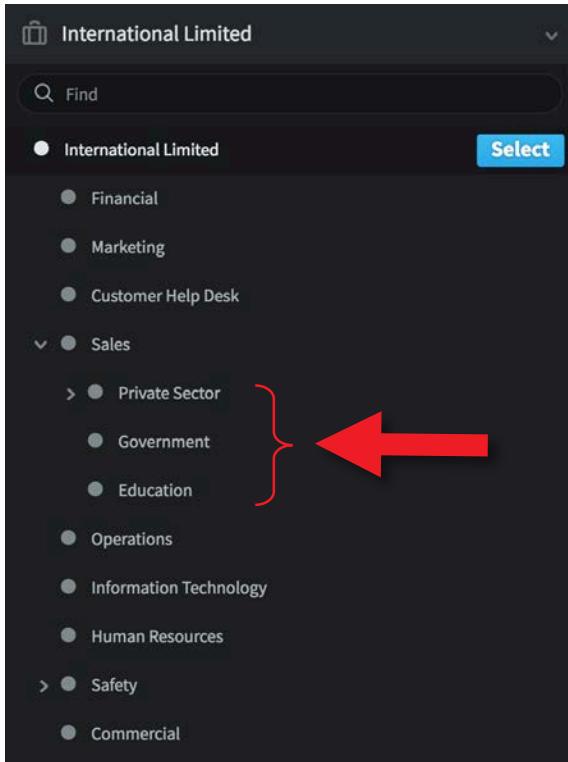 International Limited
Find
International Limited Select
Financial
Marketing
Customer Help Desk
Sales
Private Sector
Government
Education
Operations
Information Technology
Human Resources
Safety
Commercial